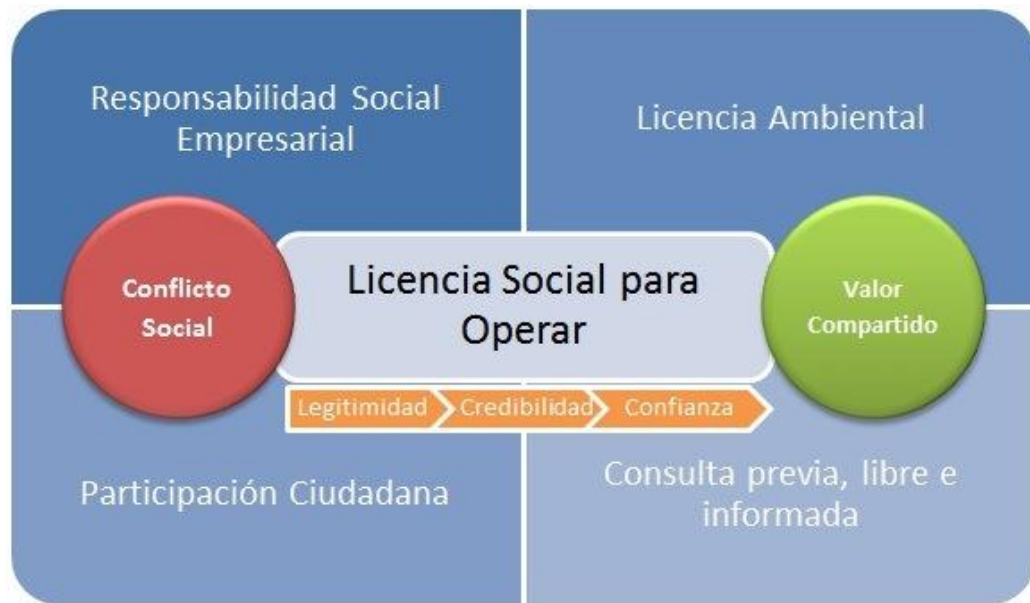 Responsabilidad Social
Empresarial
Licencia Ambiental
Conflicto
Social
Licencia Social para
Operar
Valor
Compartido
Legitimidad
Credibilidad
Confianza
Participación Ciudadana
Consulta previa, libre e
informada